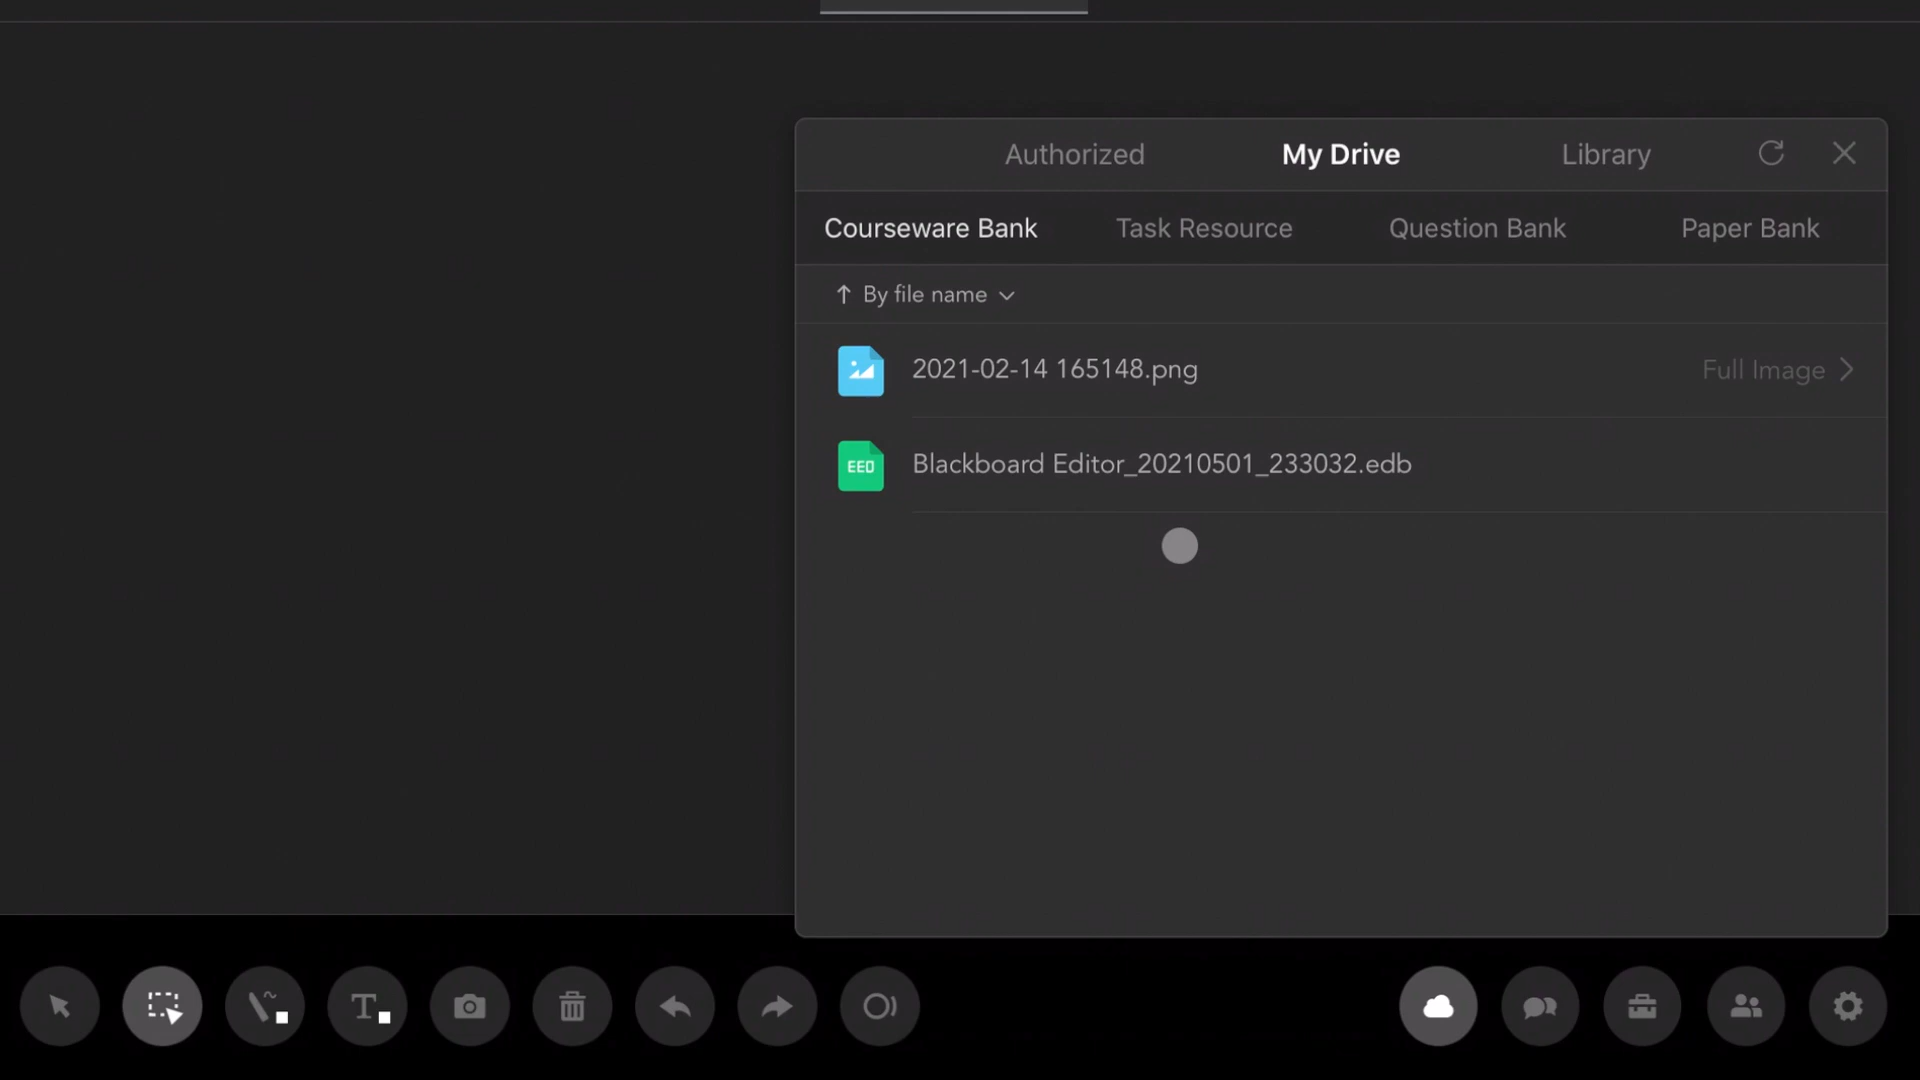 Authorized My Drive Library
Courseware Bank Task Resource Question Bank Paper Bank
By file name
2021-02-14 165148.png Full Image
EED Blackboard Editor_20210501_233032.edb
T